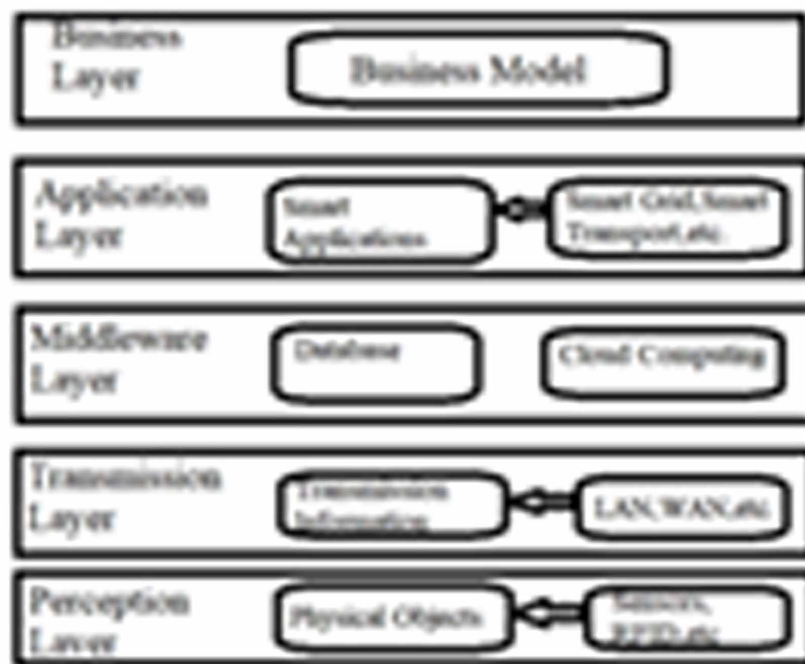 Business
Layer
Business Model
Application
Layer
Smart
Applications
Smart Grid,Smart
Transport,etc.
Middleware
Layer
Database
Cloud Computing
Transmission
Layer
Transmission
Information
LAN,WAN,etc
Perception
Layer
Physical Objects
Sensors,
RFID,etc